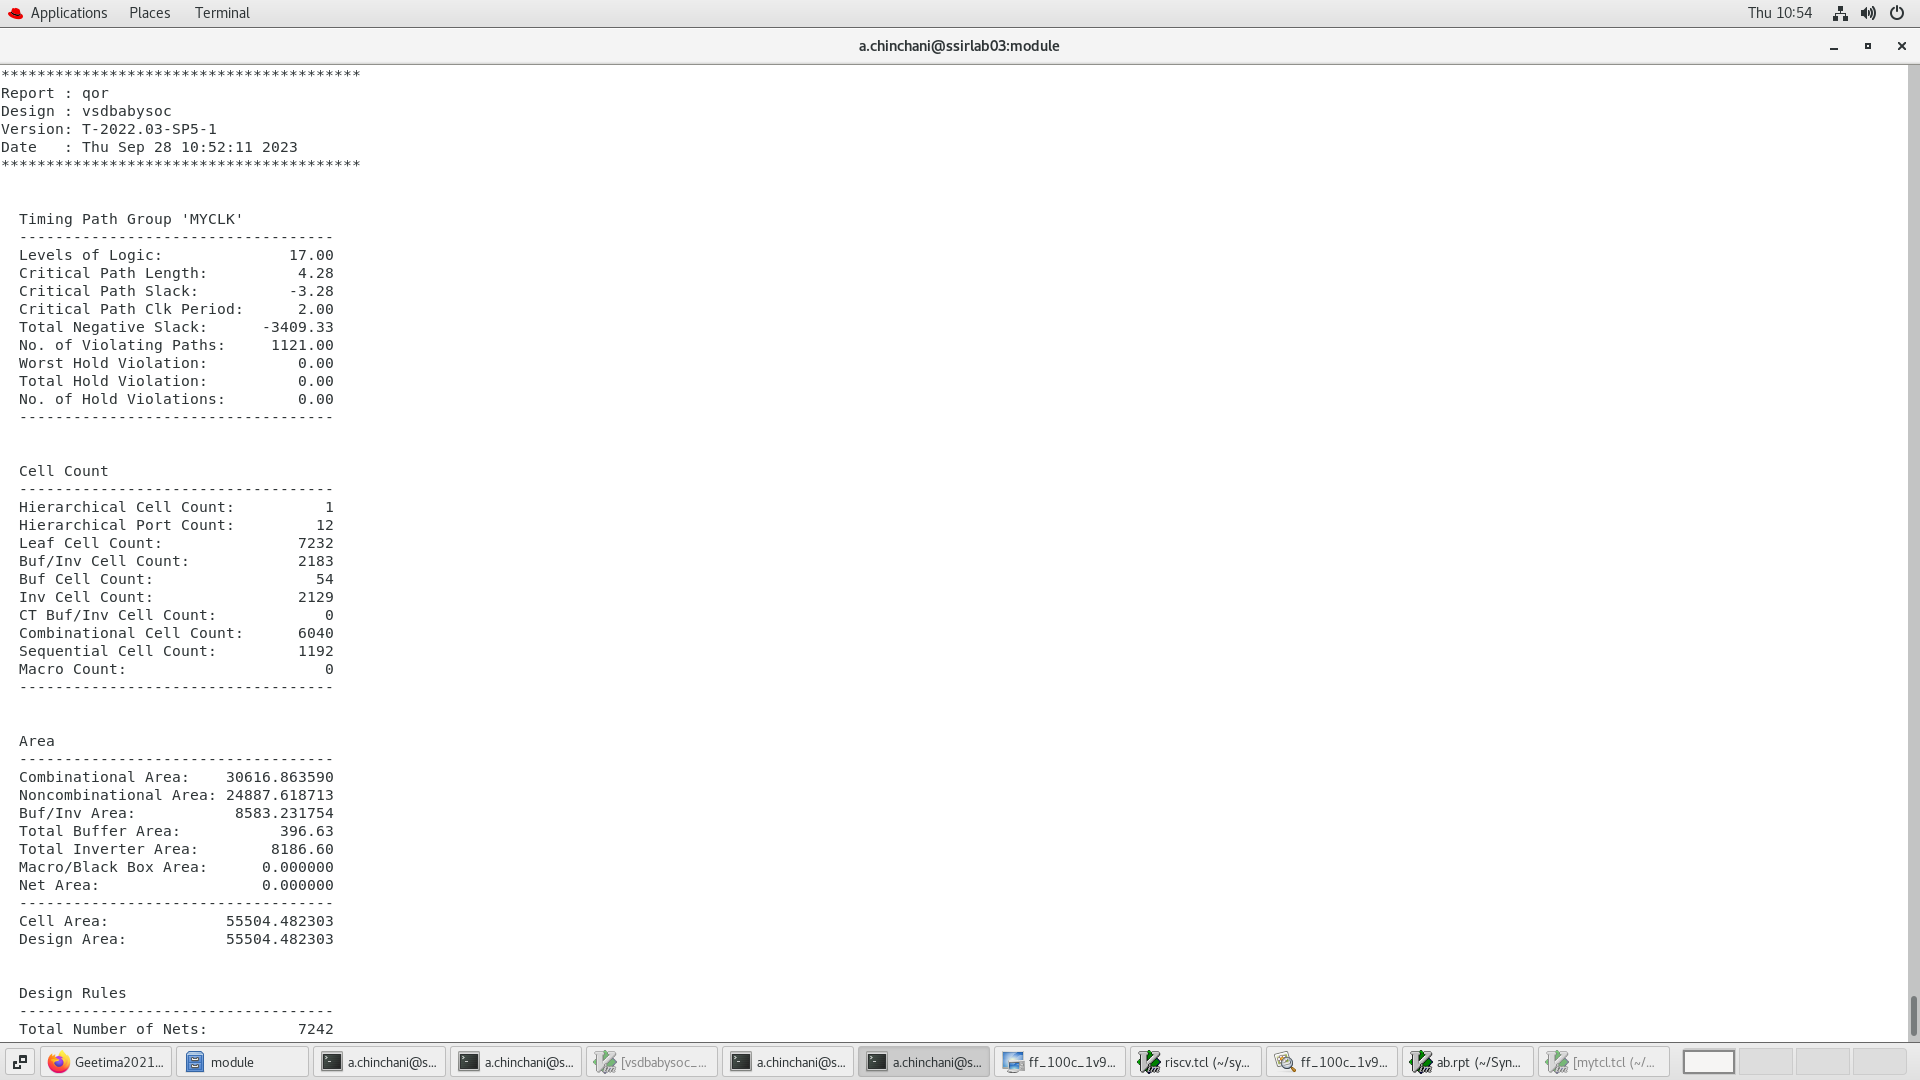 Applications Places Terminal Thu 10:54
a.chinchani@ssirlab03:module
****************************************
Report : qor
Design : vsdbabysoc
Version: T-2022.03-SP5-1
Date   : Thu Sep 28 10:52:11 2023
****************************************
Timing Path Group 'MYCLK'
-----------------------------------
Levels of Logic:              17.00
Critical Path Length:          4.28
Critical Path Slack:          -3.28
Critical Path Clk Period:      2.00
Total Negative Slack:      -3409.33
No. of Violating Paths:     1121.00
Worst Hold Violation:          0.00
Total Hold Violation:          0.00
No. of Hold Violations:        0.00
-----------------------------------
Cell Count
-----------------------------------
Hierarchical Cell Count:          1
Hierarchical Port Count:         12
Leaf Cell Count:               7232
Buf/Inv Cell Count:            2183
Buf Cell Count:                  54
Inv Cell Count:                2129
CT Buf/Inv Cell Count:            0
Combinational Cell Count:      6040
Sequential Cell Count:         1192
Macro Count:                      0
-----------------------------------
Area
-----------------------------------
Combinational Area:    30616.863590
Noncombinational Area: 24887.618713
Buf/Inv Area:           8583.231754
Total Buffer Area:           396.63
Total Inverter Area:        8186.60
Macro/Black Box Area:      0.000000
Net Area:                  0.000000
-----------------------------------
Cell Area:             55504.482303
Design Area:           55504.482303
Design Rules
-----------------------------------
Total Number of Nets:          7242
Geetima2021... module a.chinchani@s... a.chinchani@s... [vsdbabysoc_... a.chinchani@s... a.chinchani@s... ff_100c_1v9... riscv.tcl (~/sy... ff_100c_1v9... ab.rpt (~/Syn... [mytcl.tcl (~/...